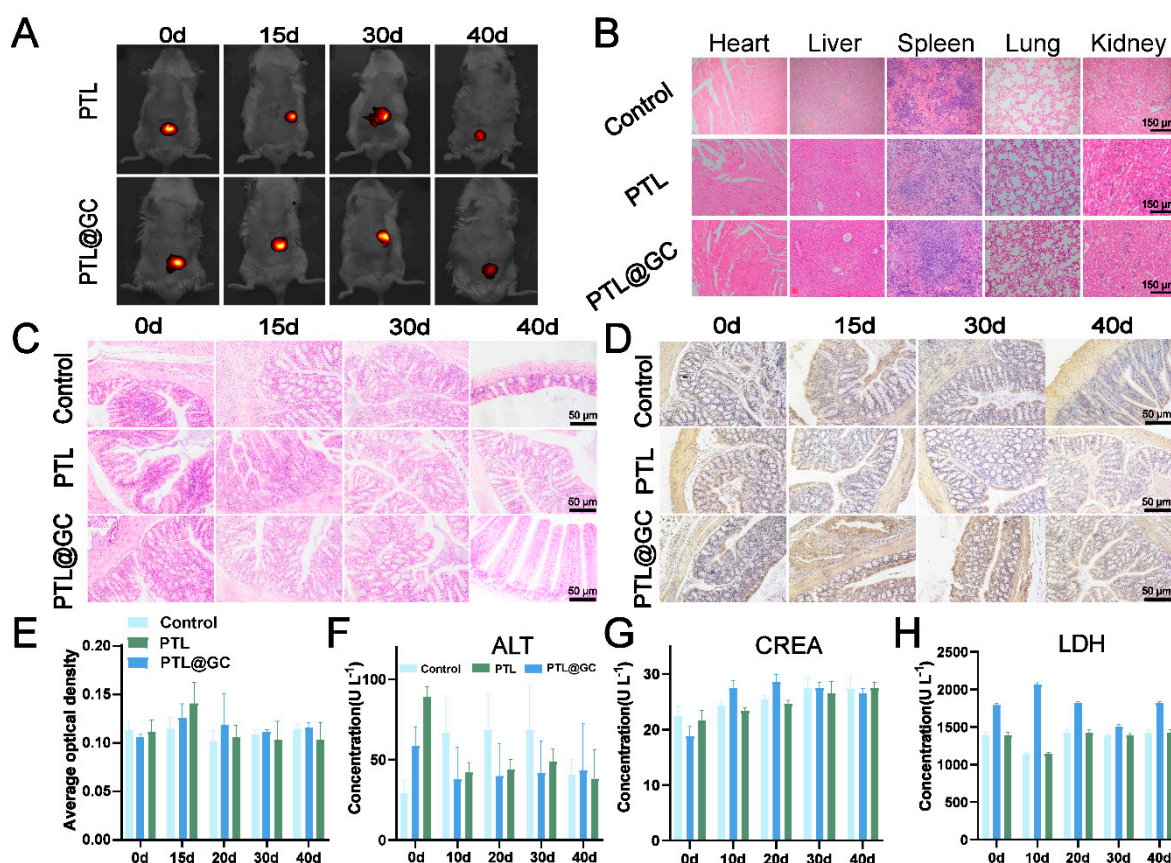 A
0d 15d 30d 40d
PTL
PTL@GC
B
Heart Liver Spleen Lung Kidney
Control
150 μm
PTL
150 μm
PTL@GC
150 μm
C
0d 15d 30d 40d
Control
50 μm
PTL
50 μm
PTL@GC
50 μm
D
0d 15d 30d 40d
Control
50 μm
PTL
50 μm
PTL@GC
50 μm
E
Control
PTL
PTL@GC
Average optical density
0.20
0.15
0.10
0.05
0.00
0d 15d 20d 30d 40d
F
ALT
Control PTL PTL@GC
Concentration(U L-1)
100
50
0
0d 10d 20d 30d 40d
G
CREA
Concentration(U L-1)
30
20
10
0
0d 10d 20d 30d 40d
H
LDH
Concentration(U L-1)
2500
2000
1500
1000
500
0
0d 10d 20d 30d 40d